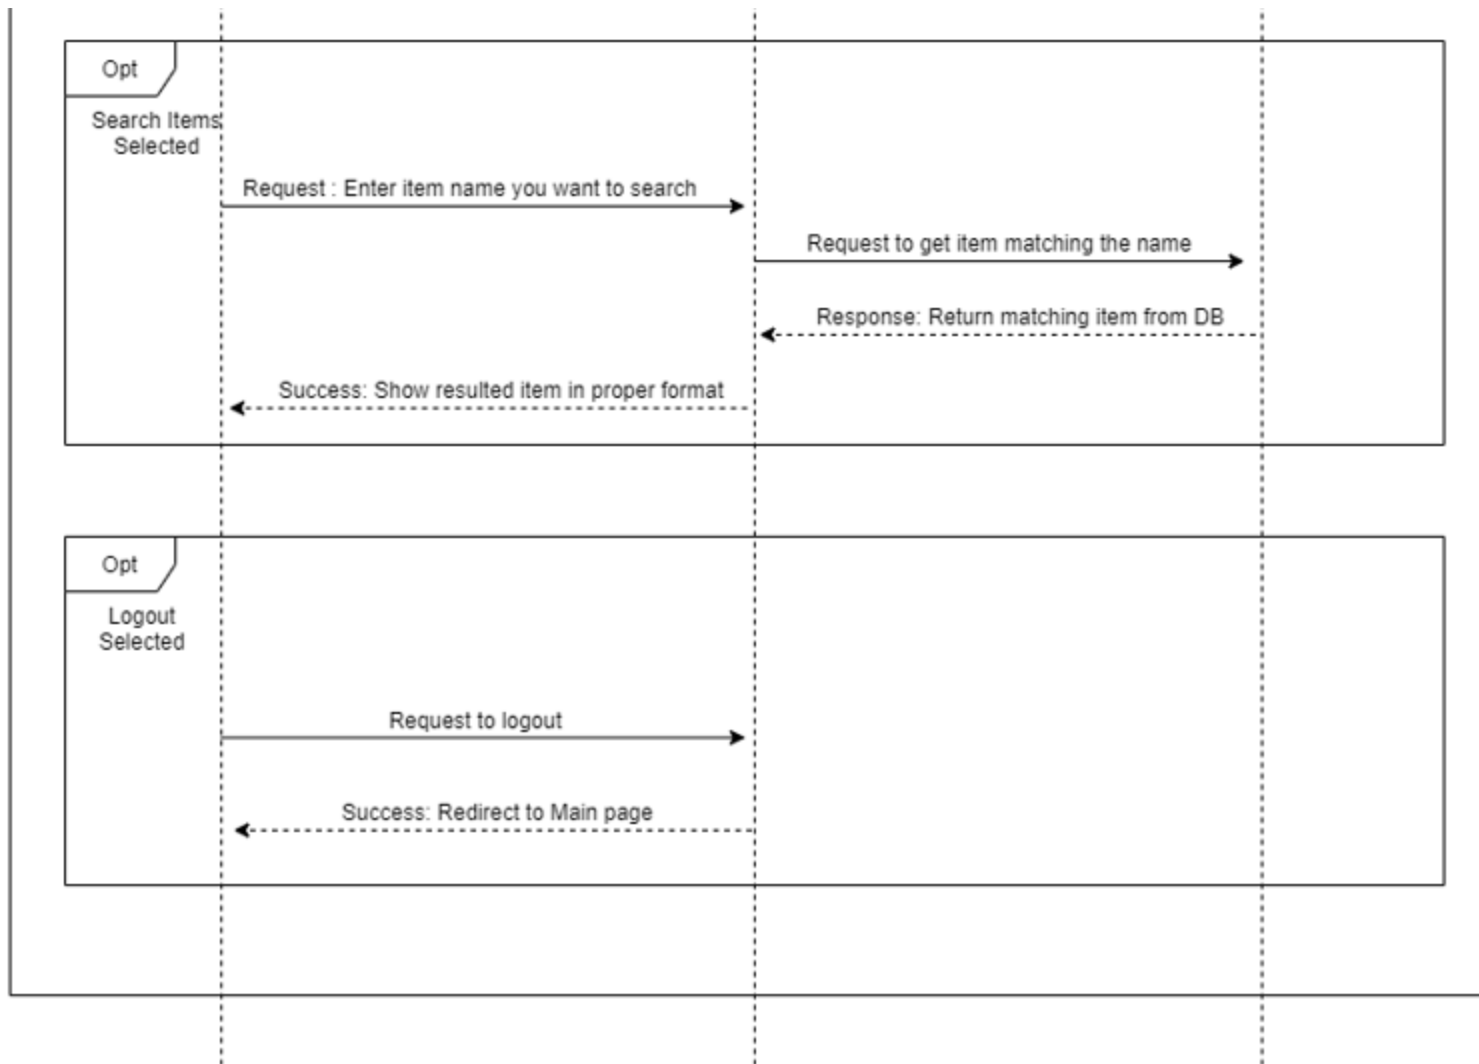 Opt
Search Items
Selected
Request : Enter item name you want to search
Request to get item matching the name
Response: Return matching item from DB
Success: Show resulted item in proper format
Opt
Logout
Selected
Request to logout
Success: Redirect to Main page